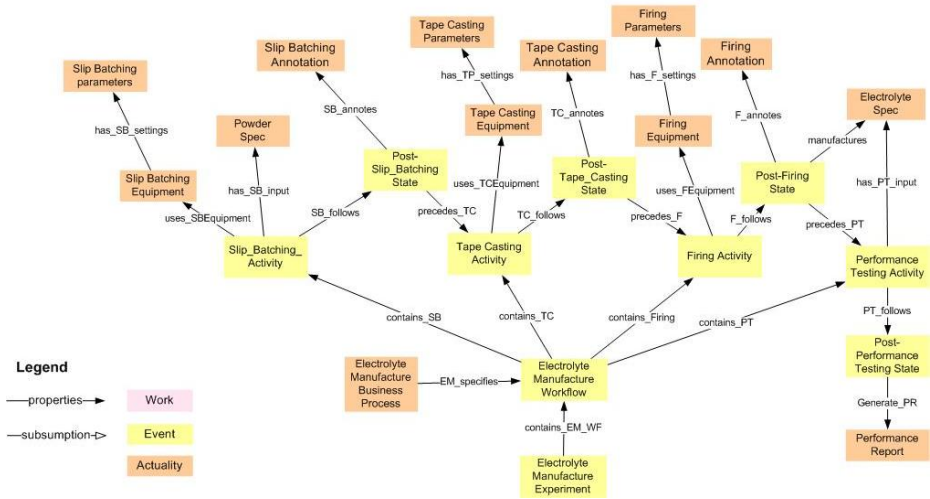 Tape Casting
Parameters
Firing
Parameters
Slip Batching
Annotation
Tape Casting
Annotation
Firing
Annotation
Slip Batching
parameters
has_TP_settings
has_F_settings
Electrolyte
Spec
SB_annotes
TC_annotes
F_annotes
Powder
Spec
Tape Casting
Equipment
Firing
Equipment
has_SB_settings
manufactures
Post-
Slip_Batching
State
Post-
Tape_Casting
State
Post-Firing
State
Slip Batching
Equipment
has_SB_input
uses_TCEquipment
uses_FEquipment
has_PT_input
uses_SBEquipment
SB_follows
precedes_TC
TC_follows
precedes_F
F_follows
precedes_PT
Slip_Batching_
Activity
Tape Casting
Activity
Firing Activity
Performance
Testing Activity
contains_SB
contains_TC
contains_Firing
contains_PT
PT_follows
Post-
Performance
Testing State
Legend
properties
Work
subsumption
Event
Actuality
Electrolyte
Manufacture
Business
Process
EM_specifies
Electrolyte
Manufacture
Workflow
Generate_PR
contains_EM_WF
Performance
Report
Electrolyte
Manufacture
Experiment